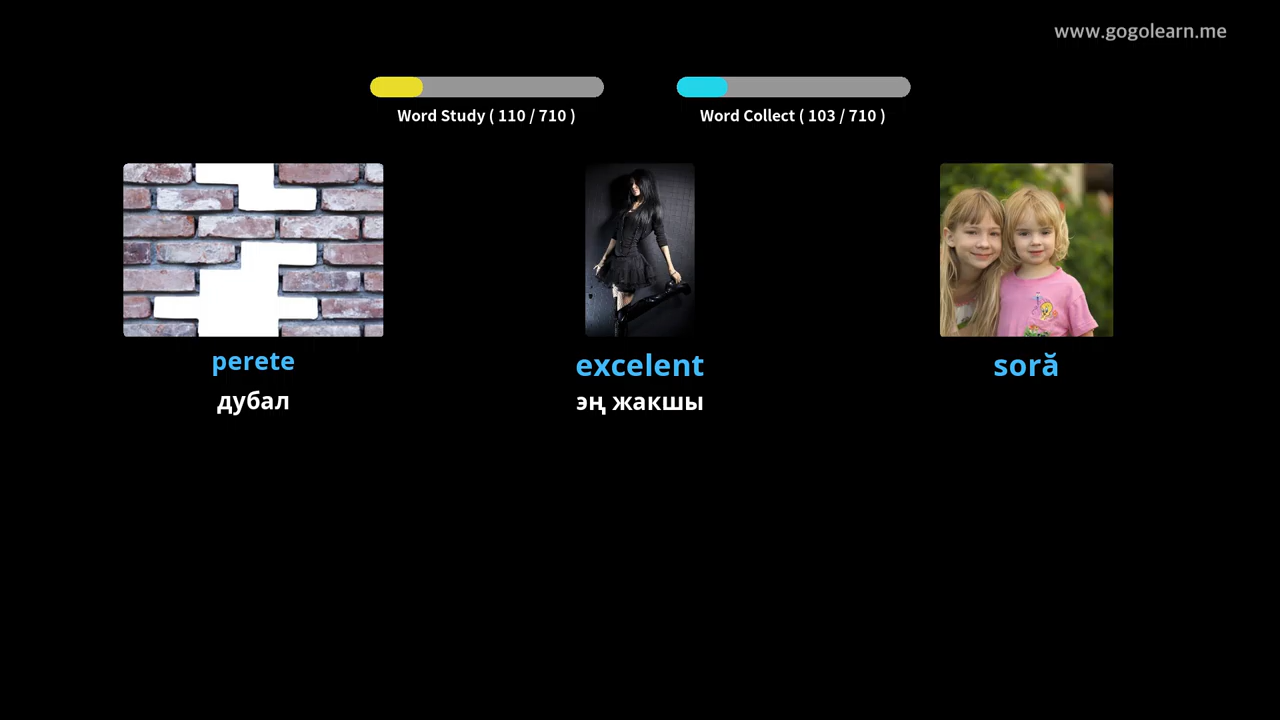 www.gogolearn.me
Word Study ( 110 / 710 )
Word Collect ( 103 / 710 )
perete
excelent
soră
дубал
эң жакшы